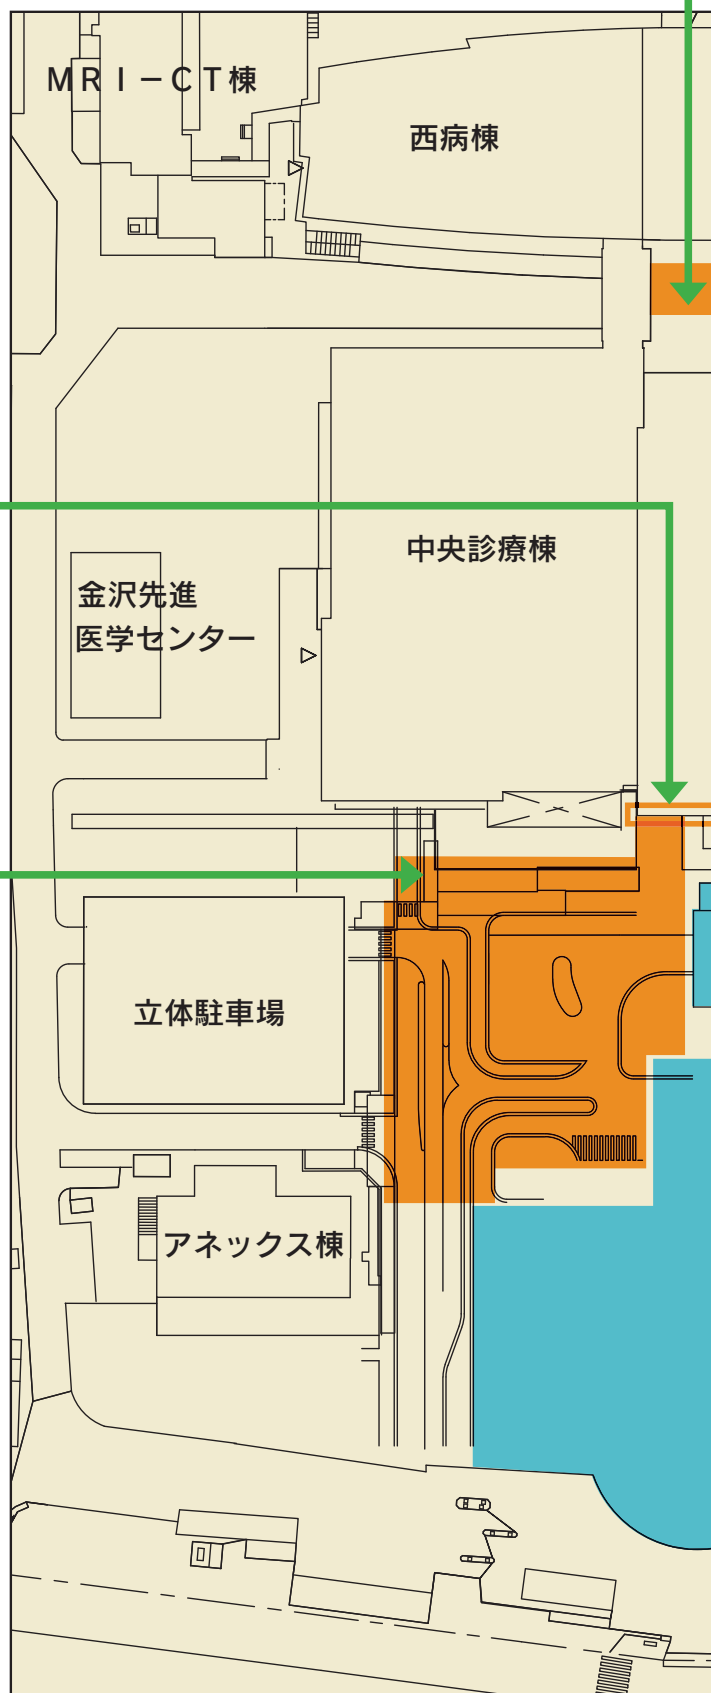 ＭＲＩ－ＣＴ棟
西病棟
中央診療棟
金沢先進
医学センター
立体駐車場
アネックス棟